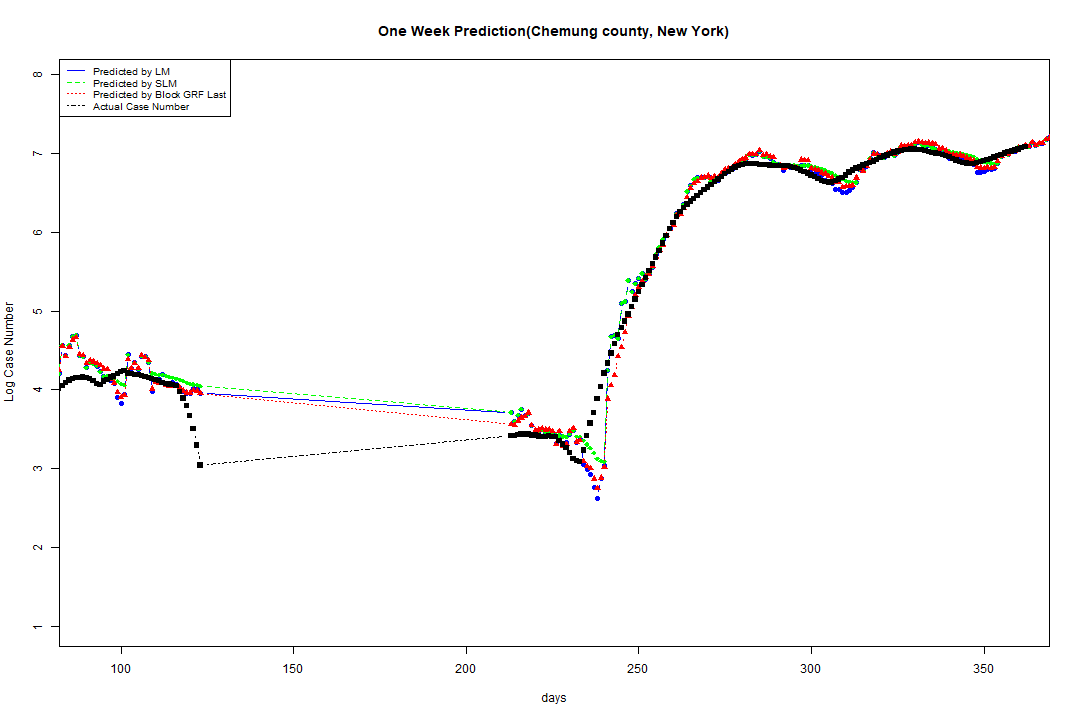 One Week Prediction(Chemung county, New York)
Predicted by LM
Predicted by SLM
Predicted by Block GRF Last
Actual Case Number
8
7
6
5
4
3
2
1
Log Case Number
100 150 200 250 300 350
days